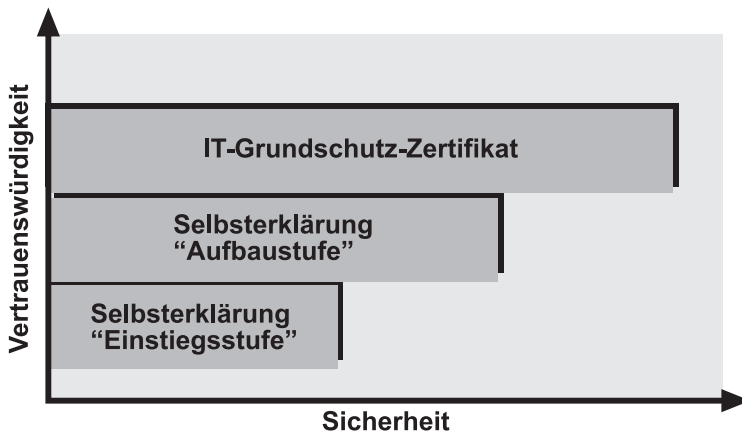 Vertrauenswürdigkeit
IT-Grundschutz-Zertifikat
Selbsterklärung
“Aufbaustufe”
Selbsterklärung
“Einstiegsstufe”
Sicherheit